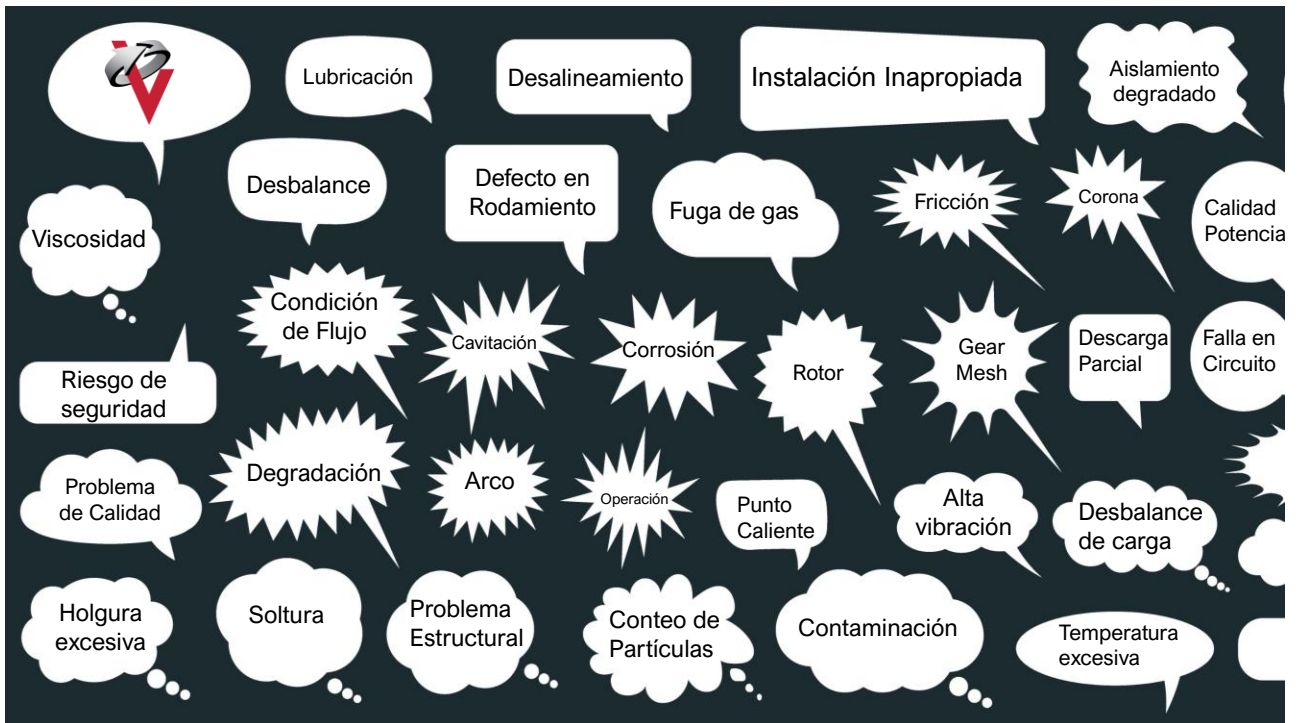 Lubricación
Desalineamiento
Instalación Inapropiada
Aislamiento
degradado
Desbalance
Defecto en
Rodamiento
Fuga de gas
Fricción
Corona
Calidad
Potencia
Viscosidad
Condición
de Flujo
Cavitación
Corrosión
Rotor
Gear
Mesh
Descarga
Parcial
Falla en
Circuito
Riesgo de
seguridad
Degradación
Arco
Operación
Punto
Caliente
Alta
vibración
Desbalance
de carga
Problema
de Calidad
Holgura
excesiva
Soltura
Problema
Estructural
Conteo de
Partículas
Contaminación
Temperatura
excesiva